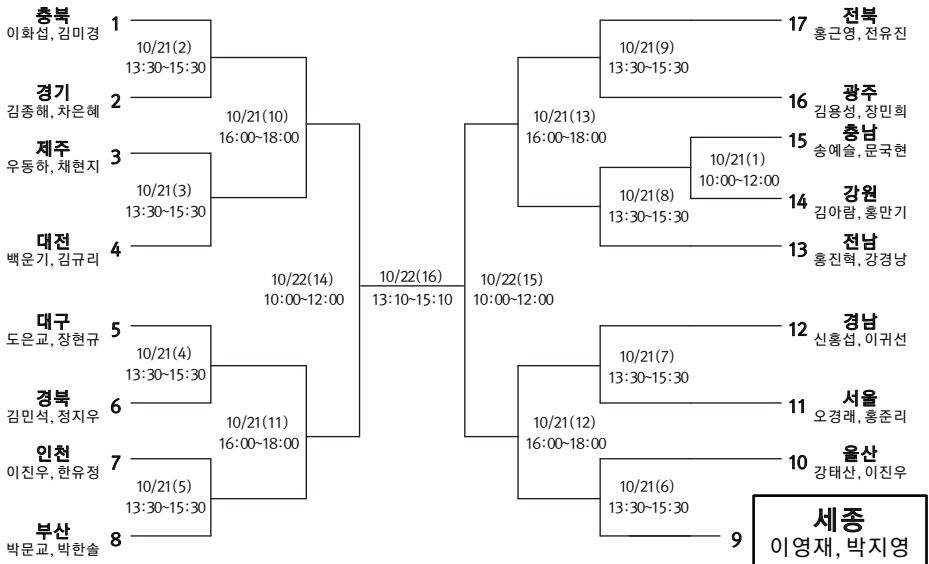 충북
이화섭, 김미경
1
10/21(2)
13:30~15:30
경기
김종해, 차은혜
2
10/21(10)
16:00~18:00
제주
우동하, 채현지
3
10/21(3)
13:30~15:30
대전
백운기, 김규리
4
10/22(14)
10:00~12:00
대구
도은교, 장현규
5
10/21(4)
13:30~15:30
경북
김민석, 정지우
6
10/21(11)
16:00~18:00
인천
이진우, 한유정
7
10/21(5)
13:30~15:30
부산
박문교, 박한솔
8
10/22(16)
13:10~15:10
17
전북
홍근영, 전유진
10/21(9)
13:30~15:30
16
광주
김용성, 장민희
10/21(13)
16:00~18:00
15
충남
송예슬, 문국현
10/21(1)
10:00~12:00
14
강원
김아람, 홍만기
10/21(8)
13:30~15:30
13
전남
홍진혁, 강경낭
10/22(15)
10:00~12:00
12
경남
신홍섭, 이귀선
10/21(7)
13:30~15:30
11
서울
오경래, 홍준리
10/21(12)
16:00~18:00
10
울산
강태산, 이진우
10/21(6)
13:30~15:30
9
세종
이영재, 박지영